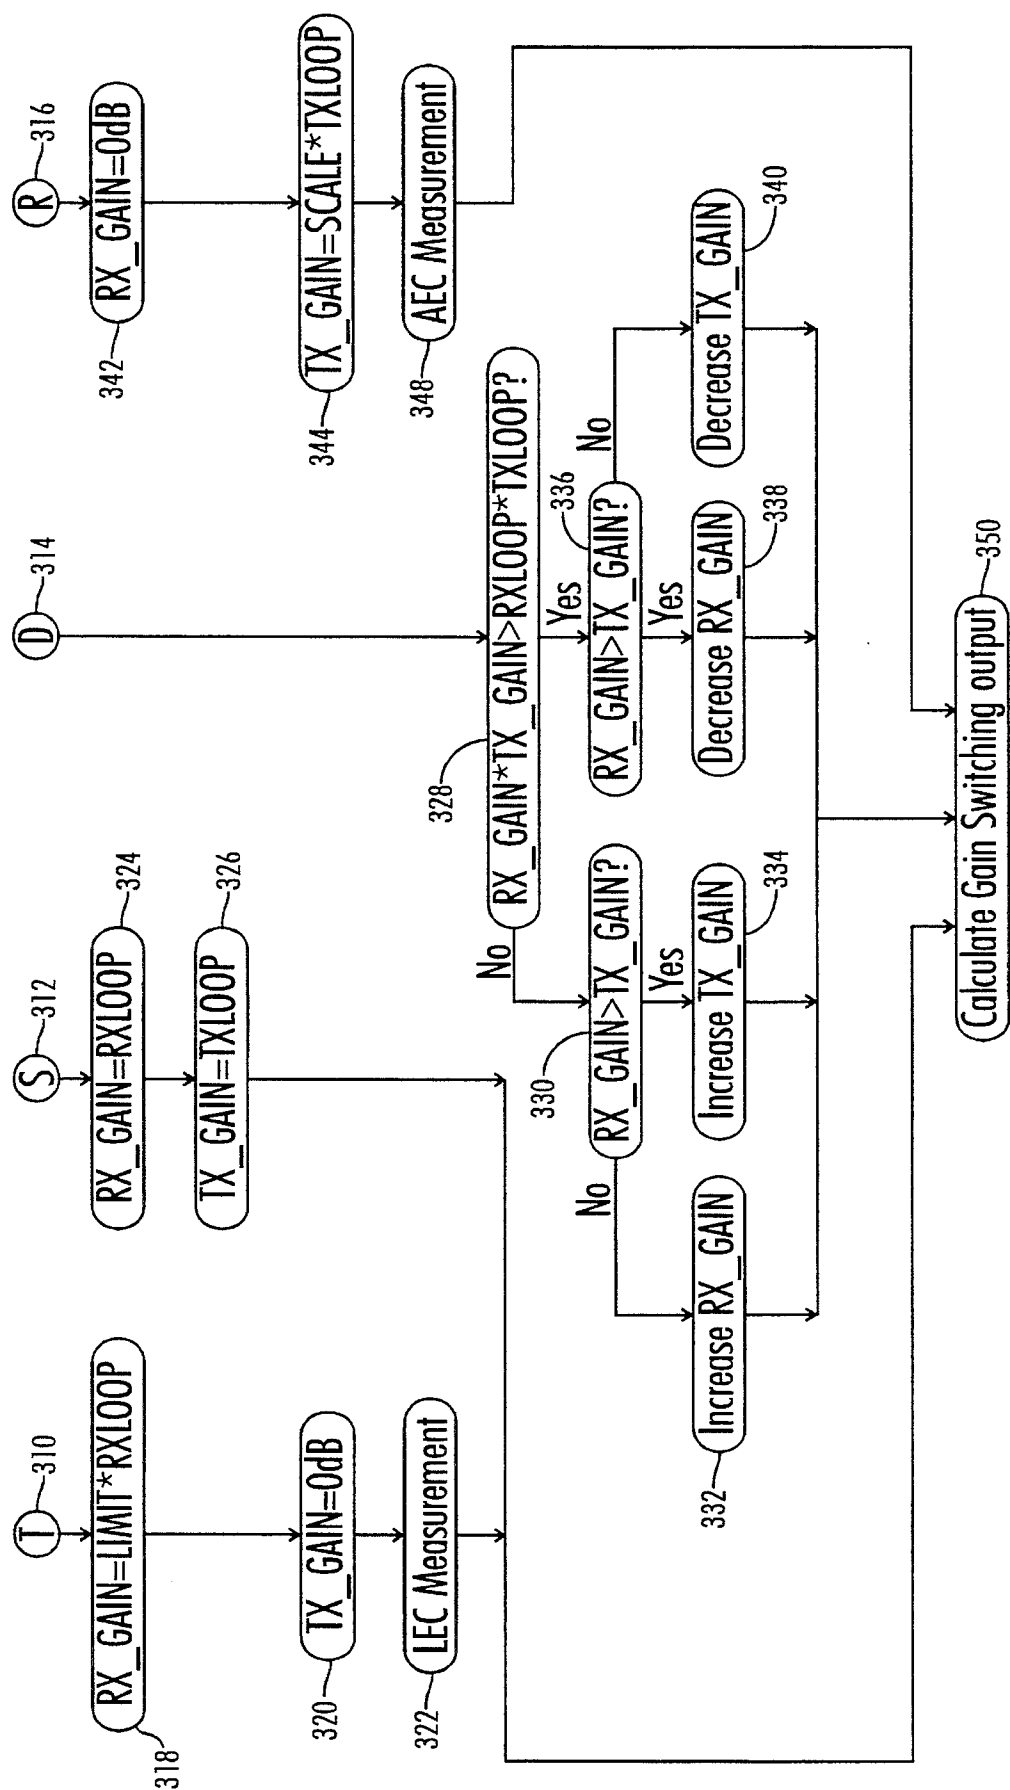 T
310
RX_GAIN=LIMIT*RXLOOP
318
TX_GAIN=0dB
320
LEC Measurement
322
S
312
RX_GAIN=RXLOOP
324
TX_GAIN=TXLOOP
326
D
314
RX_GAIN*TX_GAIN>RXLOOP*TXLOOP?
328
No
Yes
RX_GAIN>TX_GAIN?
330
No
Yes
Increase RX_GAIN
332
Increase TX_GAIN
334
RX_GAIN>TX_GAIN?
336
Yes
No
Decrease RX_GAIN
338
Decrease TX_GAIN
340
R
316
RX_GAIN=0dB
342
TX_GAIN=SCALE*TXLOOP
344
AEC Measurement
348
Calculate Gain Switching output
350